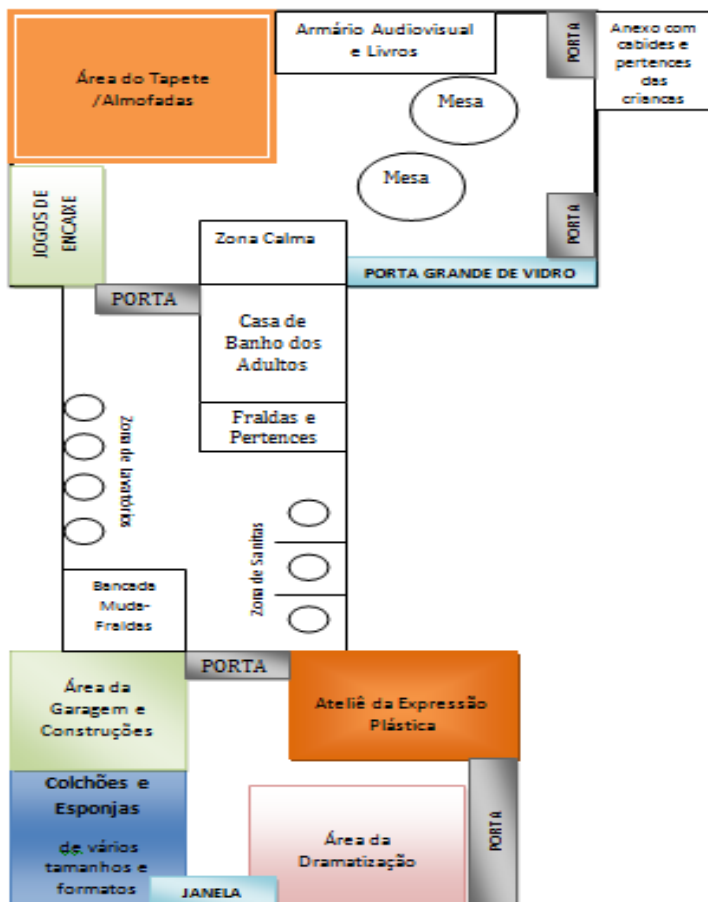 Área do Tapete
/Almofadas
Armário Audiovisual
e Livros
PORTA
Anexo com
cabides e
pertences
das
criancas
Mesa
Mesa
JOGOS DE
ENCAIXE
Zona Calma
PORTA
PORTA GRANDE DE VIDRO
PORTA
Casa de
Banho dos
Adultos
Fraldas e
Pertences
Zona de lavatórios
Zona de Sanitas
Bancada
Muda-
Fraldas
PORTA
Área da
Garagem e
Construções
Ateliê da Expressão
Plástica
Colchões e
Esponjas
de vários
tamanhos e
formatos
Área da
Dramatização
PORTA
JANELA